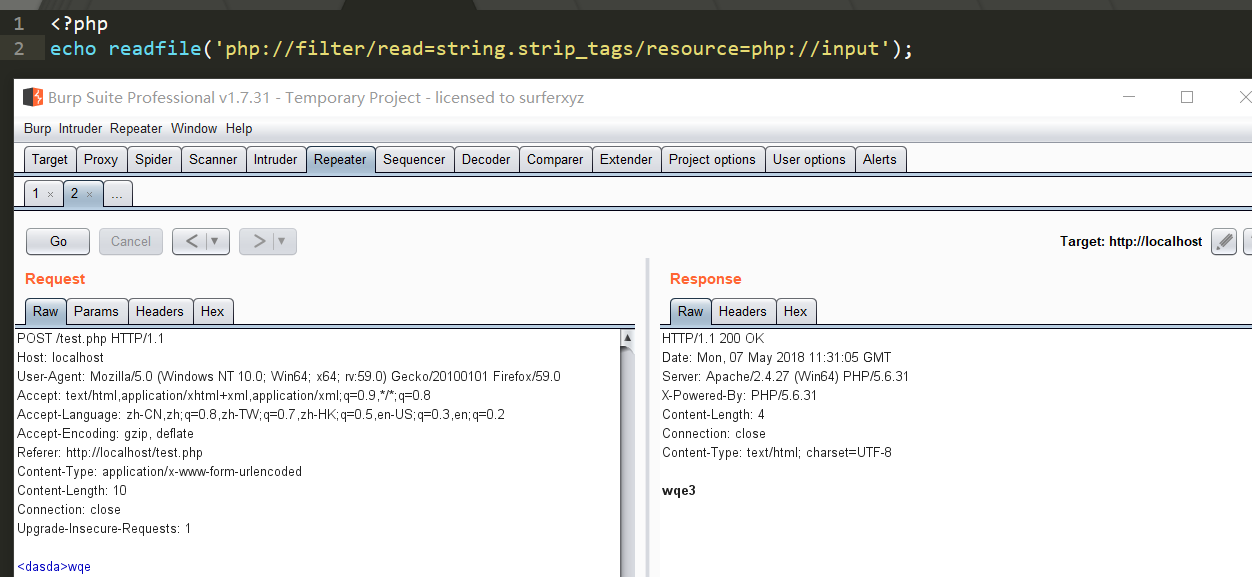 1 <?php
2 echo readfile('php://filter/read=string.strip_tags/resource=php://input');
Burp Suite Professional v1.7.31 - Temporary Project - licensed to surferxyz
Burp Intruder Repeater Window Help
Target Proxy Spider Scanner Intruder Repeater Sequencer Decoder Comparer Extender Project options User options Alerts
1 × 2 × ...
Go Cancel < ▼ > ▼ Target: http://localhost
Request
Raw Params Headers Hex
POST /test.php HTTP/1.1
Host: localhost
User-Agent: Mozilla/5.0 (Windows NT 10.0; Win64; x64; rv:59.0) Gecko/20100101 Firefox/59.0
Accept: text/html,application/xhtml+xml,application/xml;q=0.9,*/*;q=0.8
Accept-Language: zh-CN,zh;q=0.8,zh-TW;q=0.7,zh-HK;q=0.5,en-US;q=0.3,en;q=0.2
Accept-Encoding: gzip, deflate
Referer: http://localhost/test.php
Content-Type: application/x-www-form-urlencoded
Content-Length: 10
Connection: close
Upgrade-Insecure-Requests: 1
<dasda>wqe
Response
Raw Headers Hex
HTTP/1.1 200 OK
Date: Mon, 07 May 2018 11:31:05 GMT
Server: Apache/2.4.27 (Win64) PHP/5.6.31
X-Powered-By: PHP/5.6.31
Content-Length: 4
Connection: close
Content-Type: text/html; charset=UTF-8
wqe3